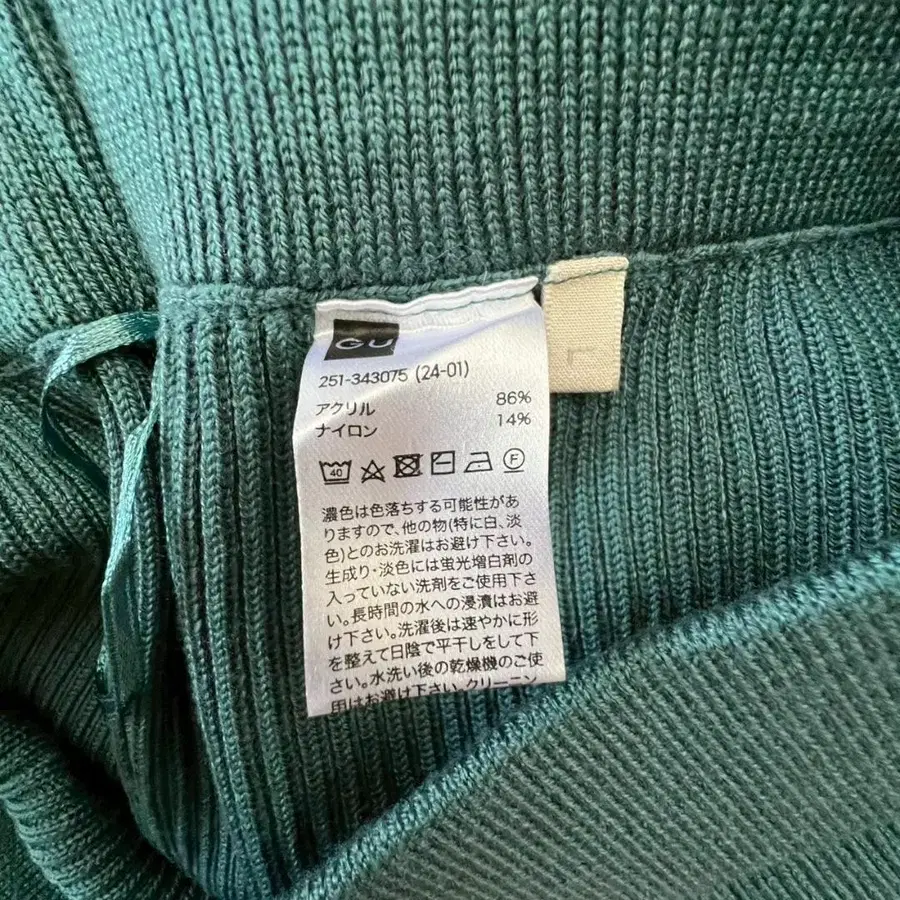 GU
L
251-343075 (24-01)
アクリル 86%
ナイロン 14%
40 F
濃色は色落ちする可能性があ
りますので、他の物(特に白、淡
色)とのお洗濯はお避け下さい。
生成り・淡色には蛍光増白剤の
入っていない洗剤をご使用下さ
い。長時間の水への浸漬はお避
け下さい。洗濯後は速やかに形
を整えて日陰で平干しをして下
さい。水洗い後の乾燥機のご使
用はお避け下さい。クリーニン